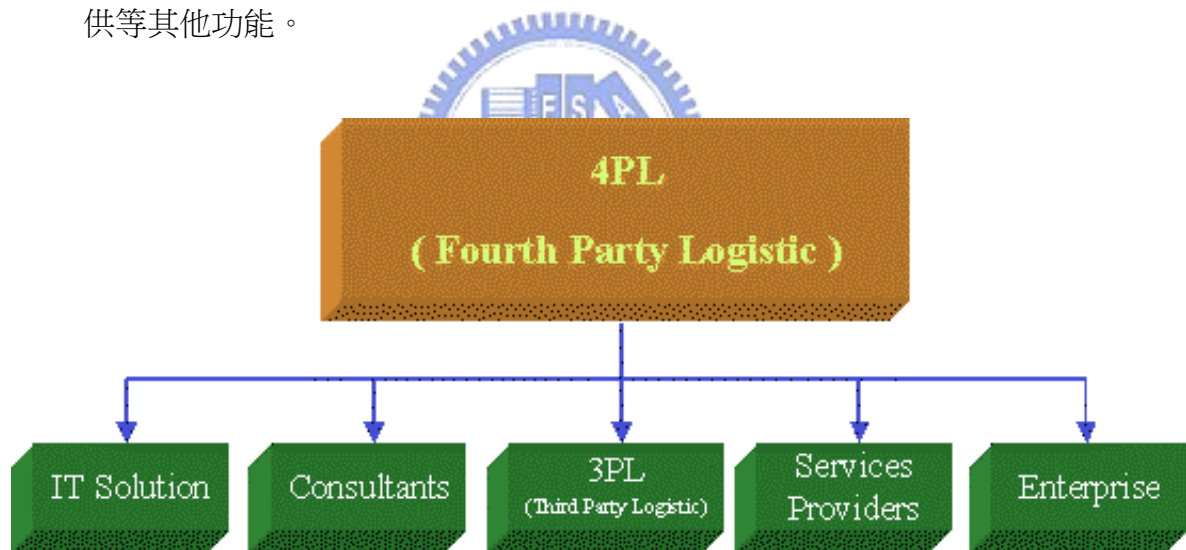 供等其他功能。
ESA
4PL
( Fourth Party Logistic )
IT Solution
Consultants
3PL
(Third Party Logistic)
Services
Providers
Enterprise